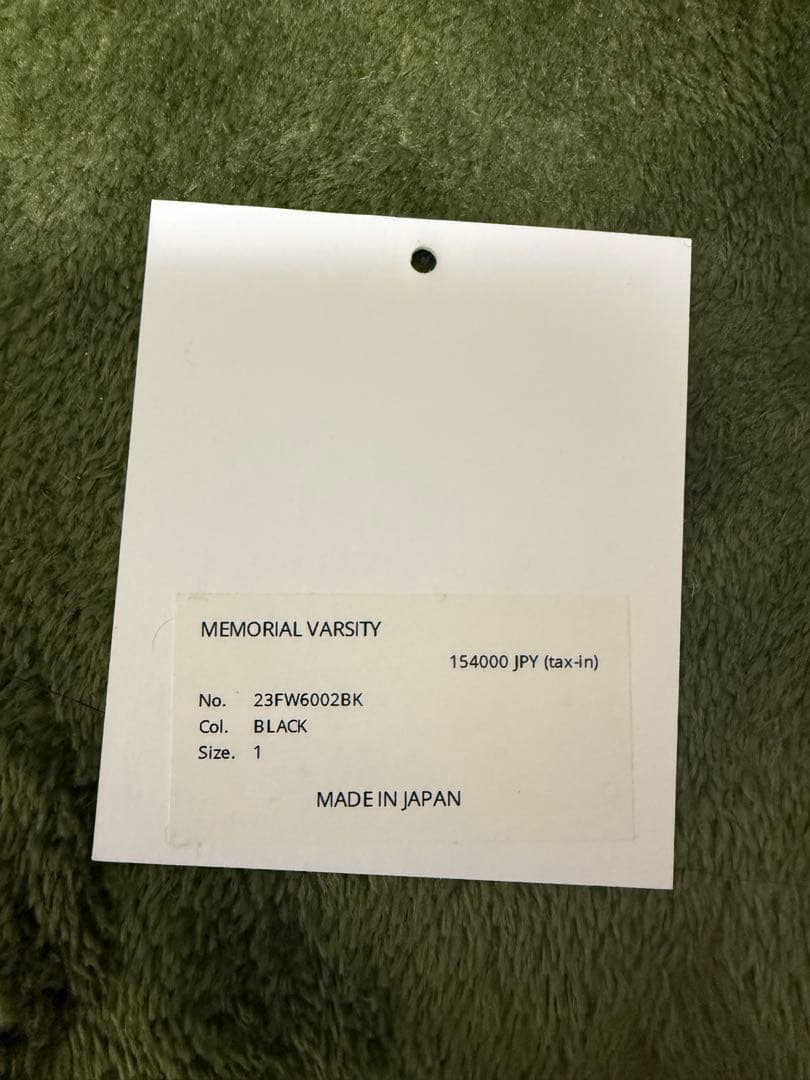 MEMORIAL VARSITY
154000 JPY (tax-in)
No. 23FW6002BK
Col. BLACK
Size. 1
MADE IN JAPAN